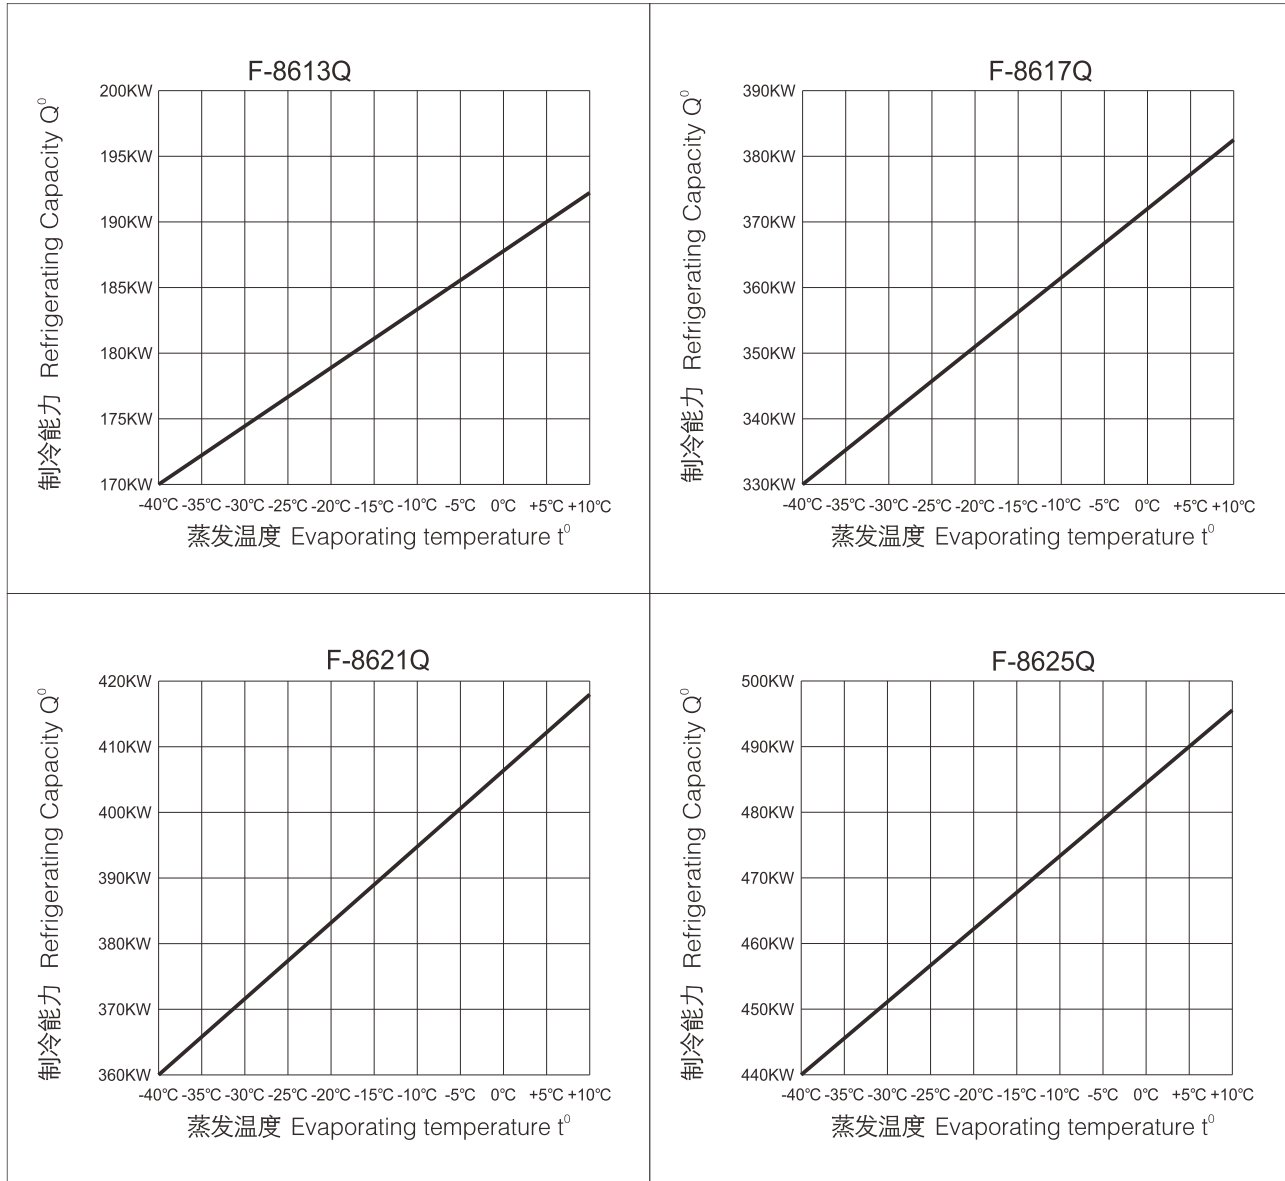 F-8613Q
200KW
195KW
190KW
185KW
180KW
175KW
170KW
制冷能力 Refrigerating Capacity Q⁰
-40℃ -35℃ -30℃ -25℃ -20℃ -15℃ -10℃ -5℃ 0℃ +5℃ +10℃
蒸发温度 Evaporating temperature t⁰
F-8617Q
390KW
380KW
370KW
360KW
350KW
340KW
330KW
制冷能力 Refrigerating Capacity Q⁰
-40℃ -35℃ -30℃ -25℃ -20℃ -15℃ -10℃ -5℃ 0℃ +5℃ +10℃
蒸发温度 Evaporating temperature t⁰
F-8621Q
420KW
410KW
400KW
390KW
380KW
370KW
360KW
制冷能力 Refrigerating Capacity Q⁰
-40℃ -35℃ -30℃ -25℃ -20℃ -15℃ -10℃ -5℃ 0℃ +5℃ +10℃
蒸发温度 Evaporating temperature t⁰
F-8625Q
500KW
490KW
480KW
470KW
460KW
450KW
440KW
制冷能力 Refrigerating Capacity Q⁰
-40℃ -35℃ -30℃ -25℃ -20℃ -15℃ -10℃ -5℃ 0℃ +5℃ +10℃
蒸发温度 Evaporating temperature t⁰